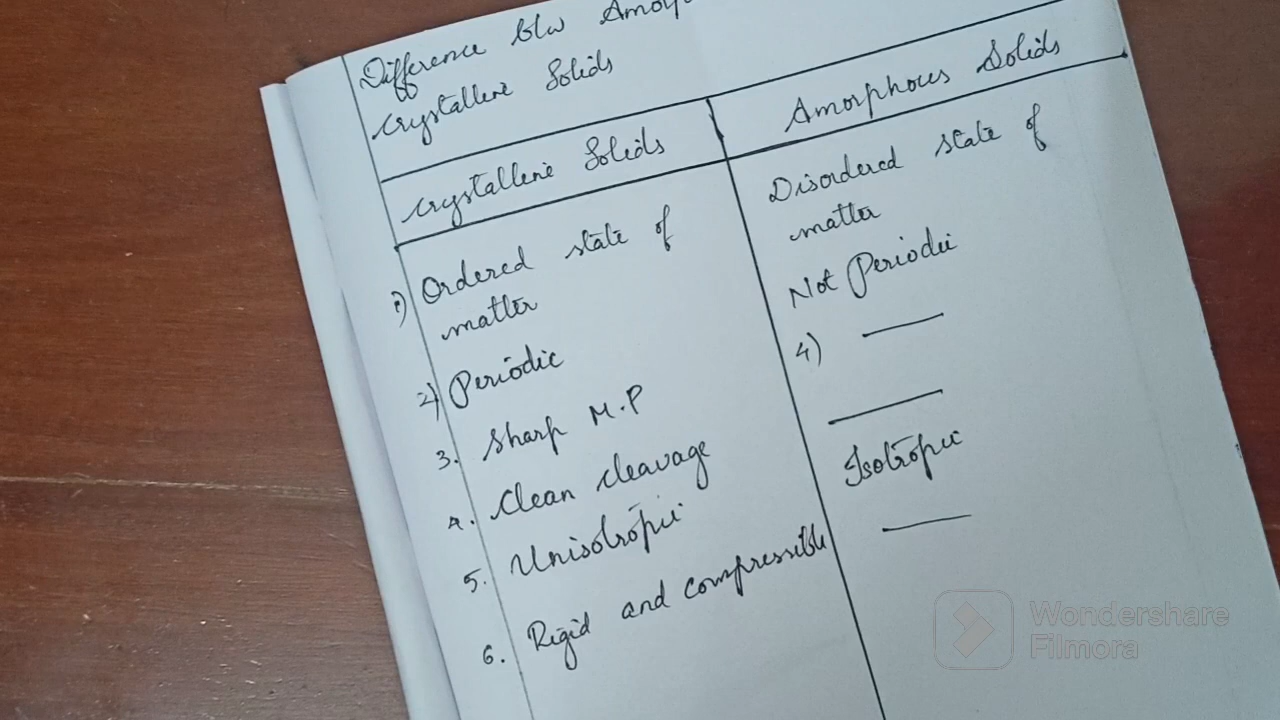 Difference b/w Amorp
crystalline Solids
crystalline Solids
Amorphous Solids
1) Ordered state of
matter
2) Periodic
3. Sharp M.P
4. Clean cleavage
5. Unisotropic
6. Rigid and compressible
Disordered state of
matter
Not Periodic
4)
Isotropic
Wondershare
Filmora